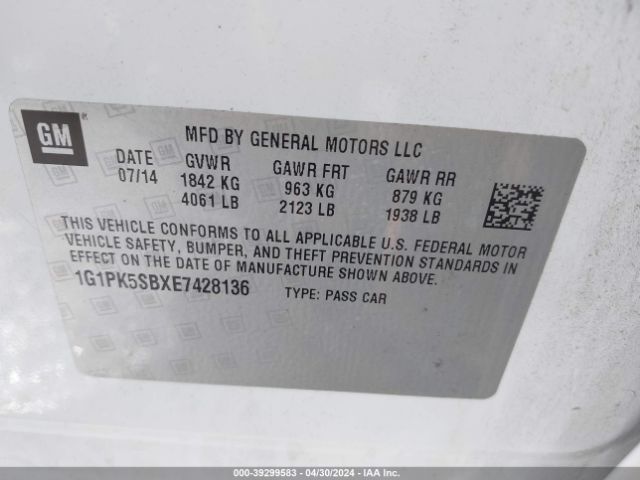 GM
MFD BY GENERAL MOTORS LLC
DATE GVWR GAWR FRT GAWR RR
07/14 1842 KG 963 KG 879 KG
4061 LB 2123 LB 1938 LB
THIS VEHICLE CONFORMS TO ALL APPLICABLE U.S. FEDERAL MOTOR
VEHICLE SAFETY, BUMPER, AND THEFT PREVENTION STANDARDS IN
EFFECT ON THE DATE OF MANUFACTURE SHOWN ABOVE.
1G1PK5SBXE7428136 TYPE: PASS CAR
000-39299583 / 04/30/2024 - IAA Inc.